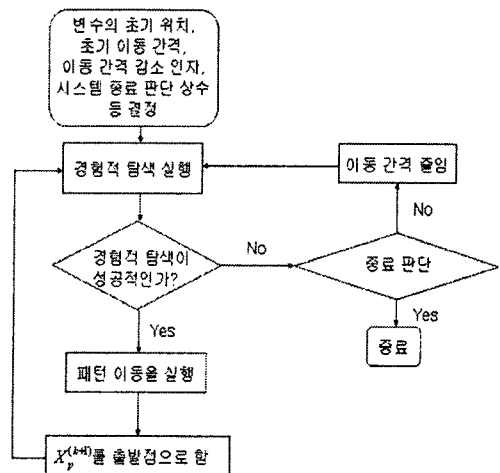 변수의 초기 위치,
초기 이동 간격,
이동 간격 감소 인자,
시스템 종료 판단 상수
등 결정
경험적 탐색 실행
이동 간격 줄임
No
경험적 탐색이
성공적인가?
No
종료 판단
Yes
Yes
종료
패턴 이동을 실행
X_p^{(k+1)}를 출발점으로 함